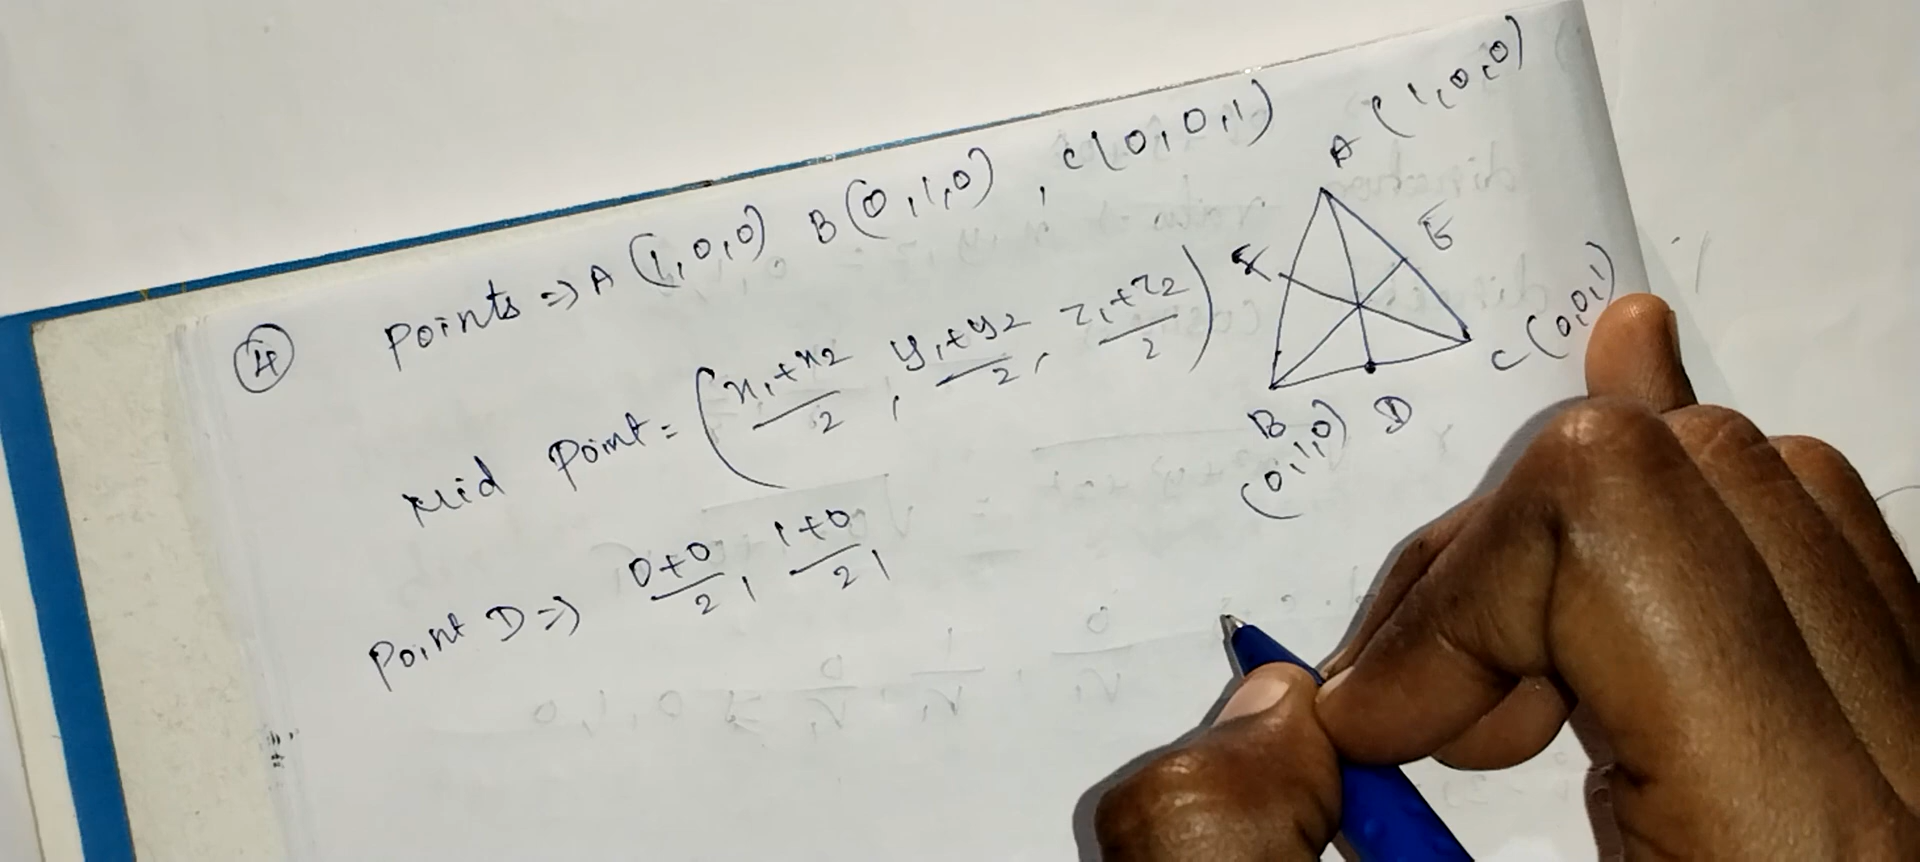 4 Points => A (1,0,0) B (0,1,0) , C (0,0,1)
Mid Point = (x₁+x₂/2 , y₁+y₂/2 , z₁+z₂/2)
Point D => 0+0/2 , 1+0/2 ,
A (1,0,0)
E
C (0,0,1)
B D
(0,1,0)